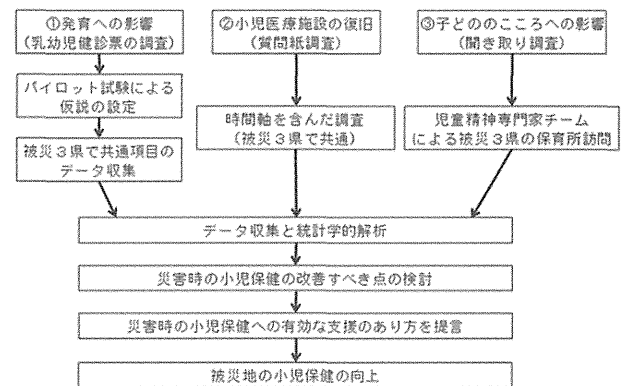 ①発育への影響
(乳幼児健診票の調査)
②小児医療施設の復旧
(質問紙調査)
③子どののこころへの影響
(聞き取り調査)
パイロット試験による
仮説の設定
被災３県で共通項目の
データ収集
時間軸を含んだ調査
(被災３県で共通)
児童精神専門家チーム
による被災３県の保育所訪問
データ収集と統計学的解析
災害時の小児保健の改善すべき点の検討
災害時の小児保健への有効な支援のあり方を提言
被災地の小児保健の向上